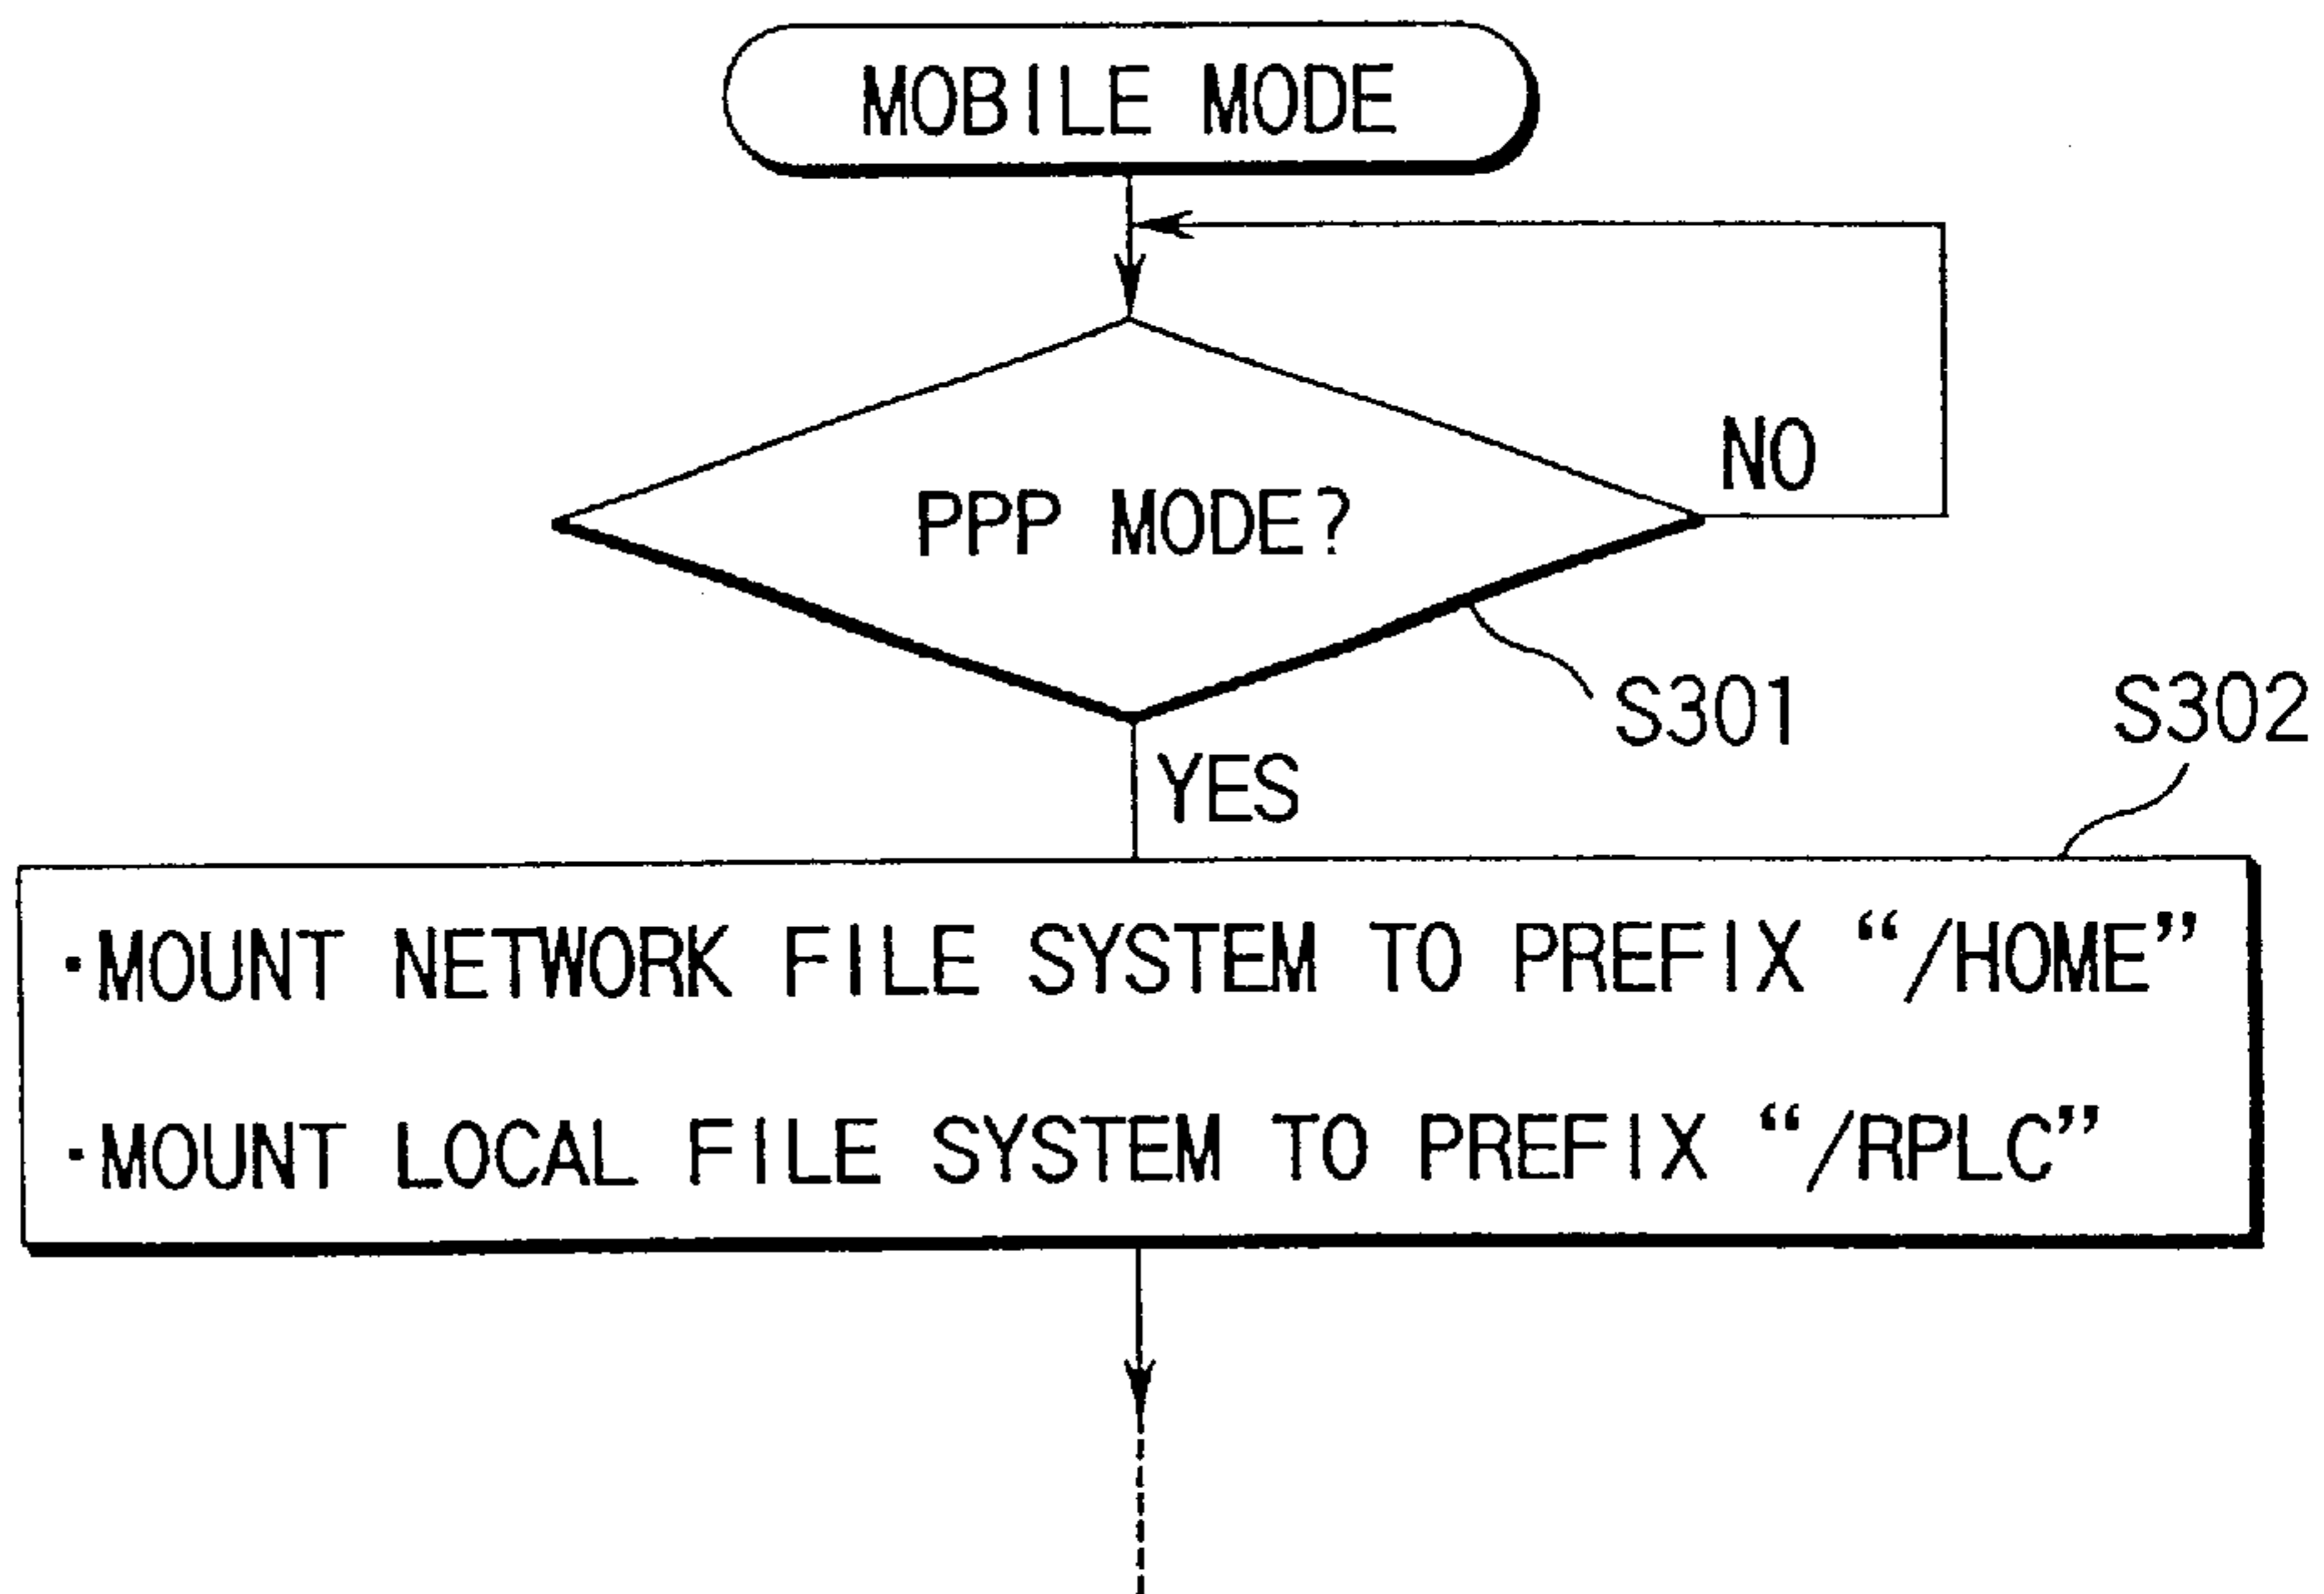 MOBILE MODE
NO
PPP MODE?
S301
S302
YES
·MOUNT NETWORK FILE SYSTEM TO PREFIX “/HOME”
·MOUNT LOCAL FILE SYSTEM TO PREFIX “/RPLC”